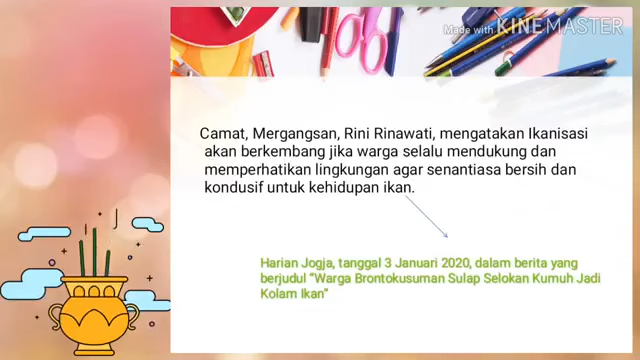 Made with KINEMASTER
Camat, Mergangsan, Rini Rinawati, mengatakan Ikanisasi
akan berkembang jika warga selalu mendukung dan
memperhatikan lingkungan agar senantiasa bersih dan
kondusif untuk kehidupan ikan.
Harian Jogja, tanggal 3 Januari 2020, dalam berita yang
berjudul “Warga Brontokusuman Sulap Selokan Kumuh Jadi
Kolam Ikan”